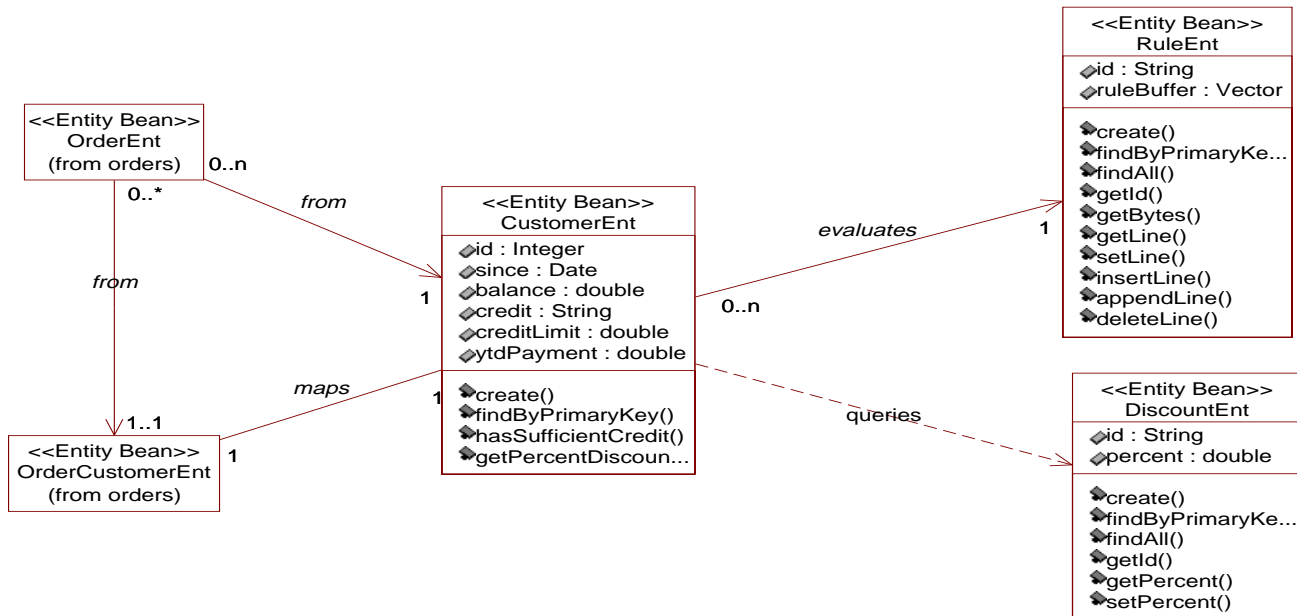 <<Entity Bean>>
OrderEnt
(from orders)
0..n
0..*
from
from
1..1
<<Entity Bean>>
OrderCustomerEnt
(from orders)
1
maps
1
1
<<Entity Bean>>
CustomerEnt
id : Integer
since : Date
balance : double
credit : String
creditLimit : double
ytdPayment : double
create()
findByPrimaryKey()
hasSufficientCredit()
getPercentDiscoun...
0..n
evaluates
1
queries
<<Entity Bean>>
RuleEnt
id : String
ruleBuffer : Vector
create()
findByPrimaryKe...
findAll()
getId()
getBytes()
getLine()
setLine()
insertLine()
appendLine()
deleteLine()
<<Entity Bean>>
DiscountEnt
id : String
percent : double
create()
findByPrimaryKe...
findAll()
getId()
getPercent()
setPercent()